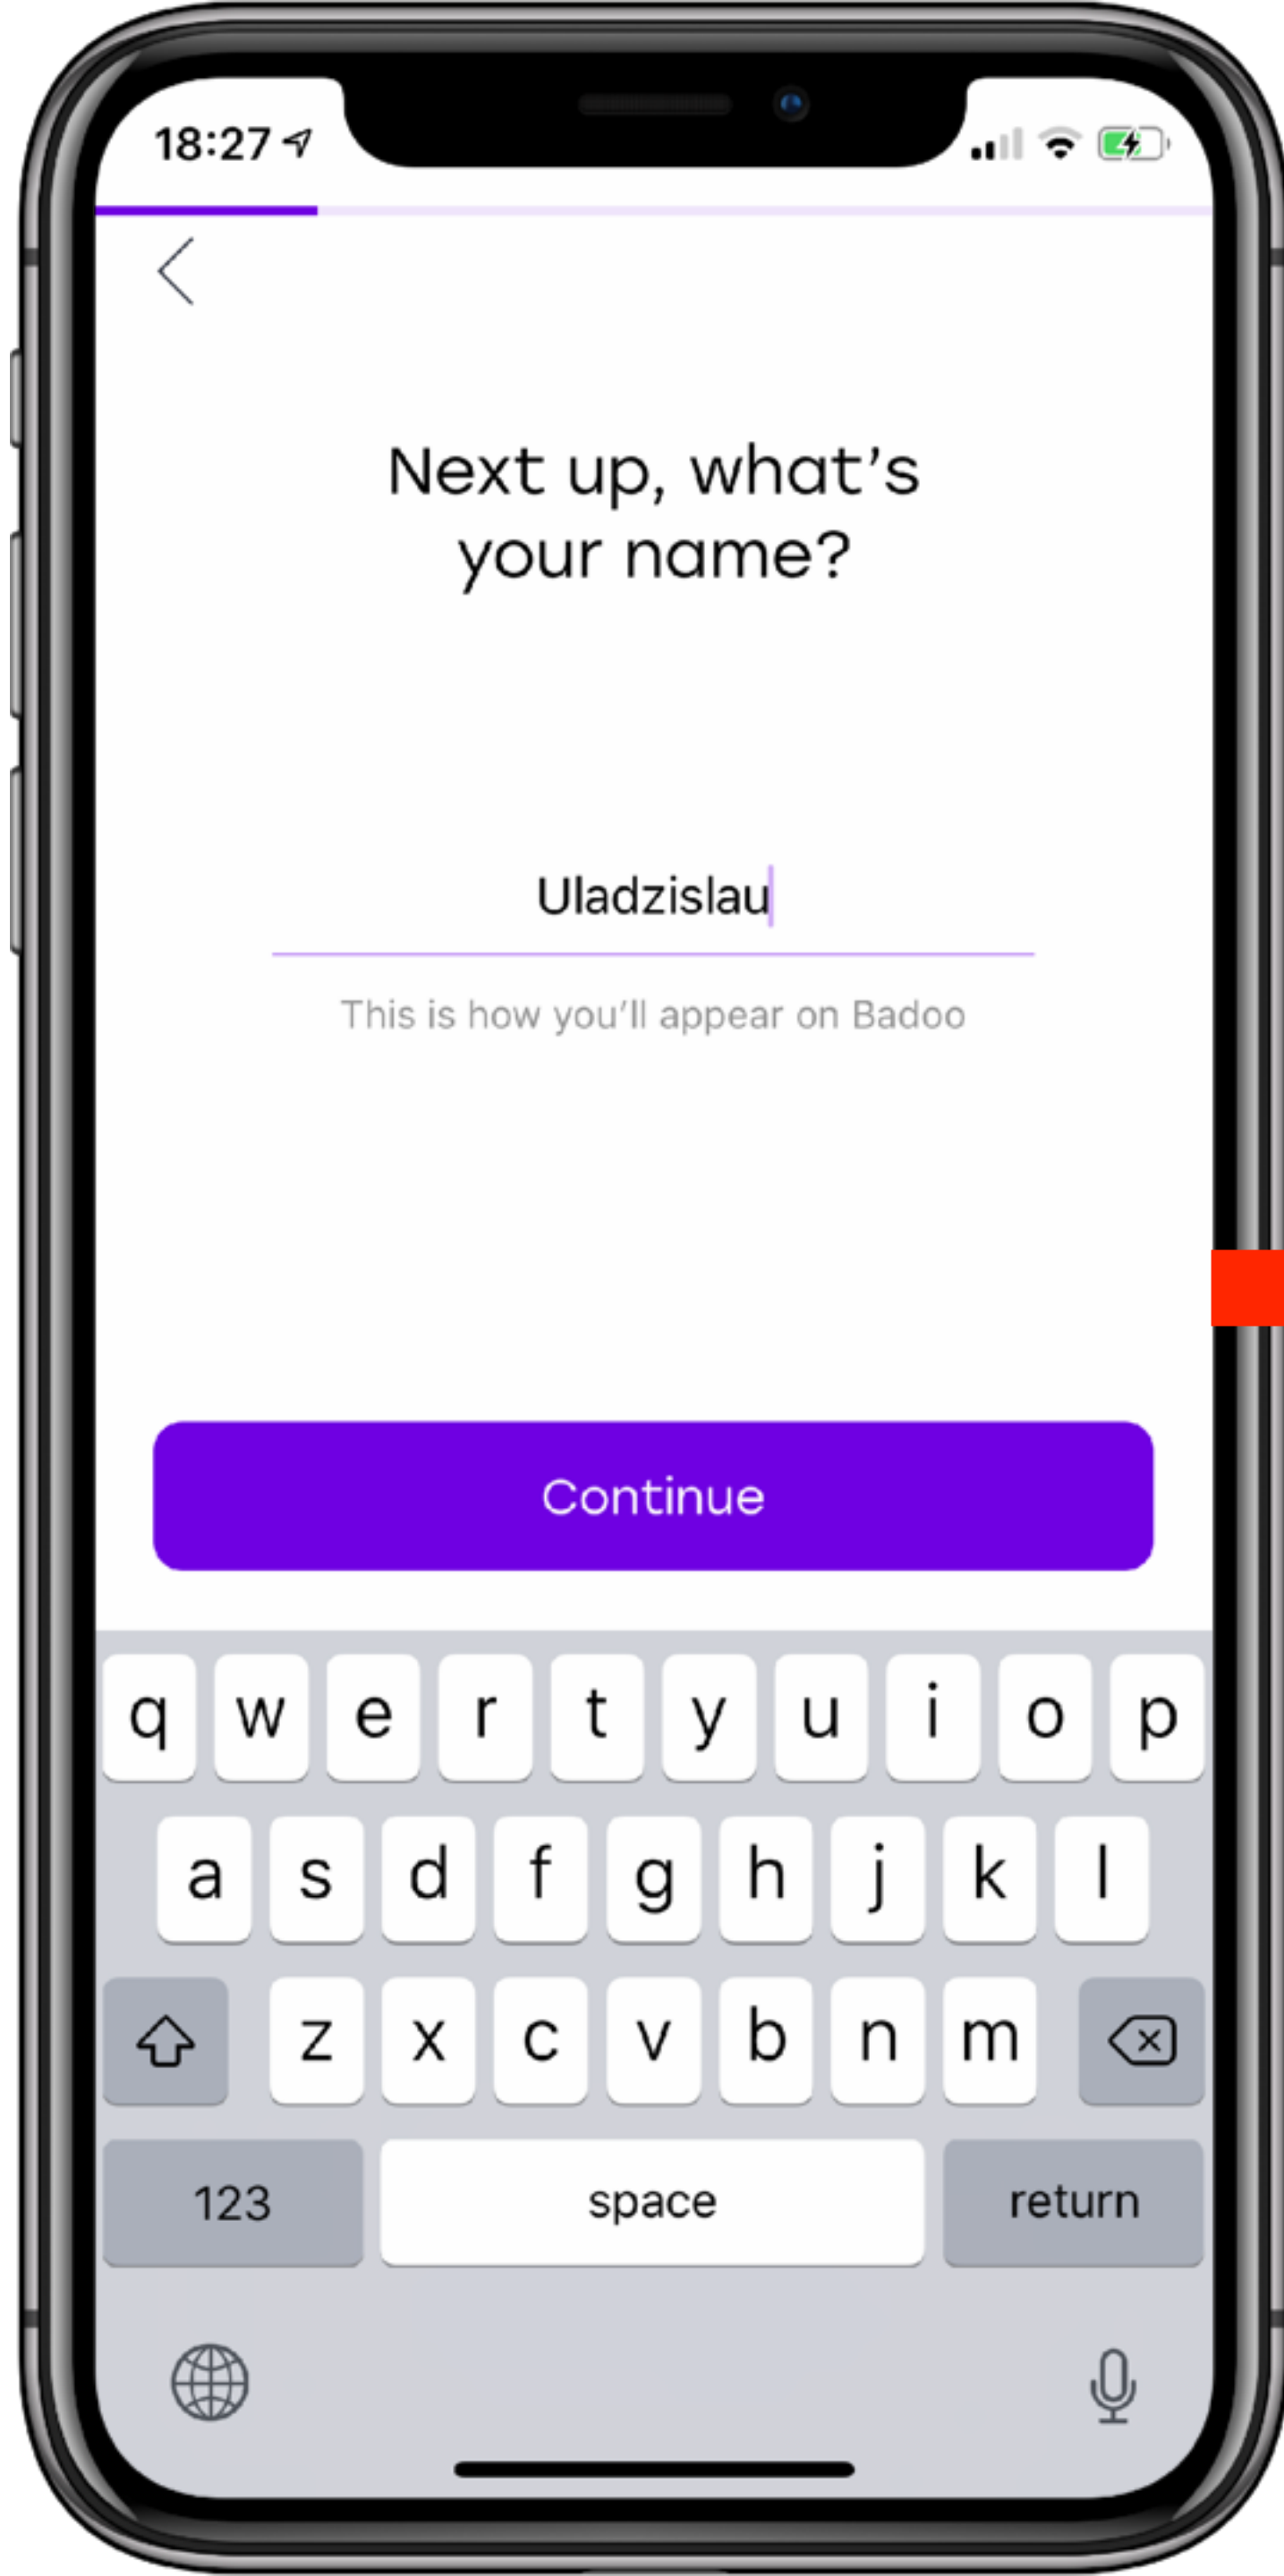 18:27
Next up, what's
your name?
Uladzislau
This is how you'll appear on Badoo
Continue
q w e r t y u i o p
a s d f g h j k l
z x c v b n m
123 space return